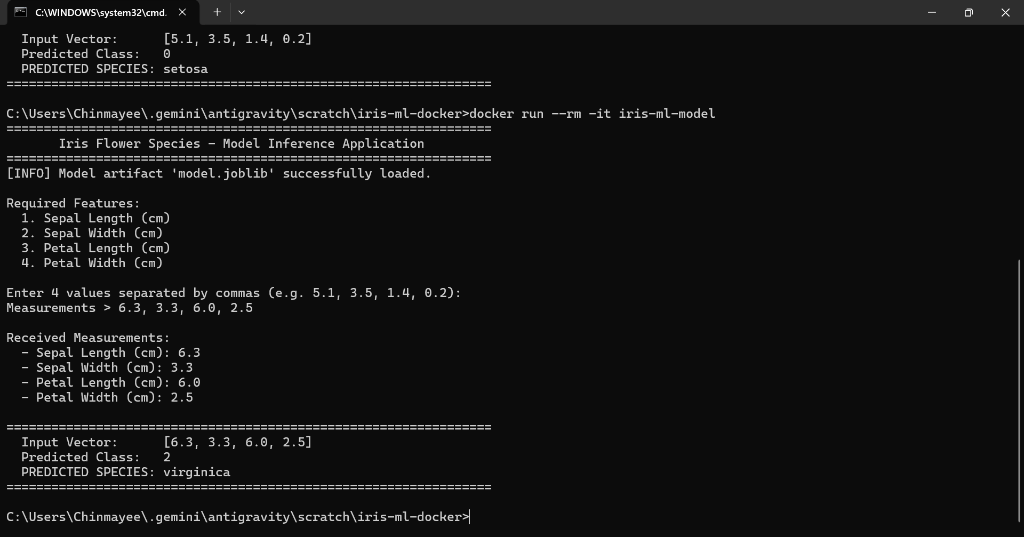 C:\WINDOWS\system32\cmd.
Input Vector: [5.1, 3.5, 1.4, 0.2]
Predicted Class: 0
PREDICTED SPECIES: setosa
=================================================================
C:\Users\Chinmayee\.gemini\antigravity\scratch\iris-ml-docker>docker run --rm -it iris-ml-model
=================================================================
Iris Flower Species - Model Inference Application
=================================================================
[INFO] Model artifact 'model.joblib' successfully loaded.
Required Features:
1. Sepal Length (cm)
2. Sepal Width (cm)
3. Petal Length (cm)
4. Petal Width (cm)
Enter 4 values separated by commas (e.g. 5.1, 3.5, 1.4, 0.2):
Measurements > 6.3, 3.3, 6.0, 2.5
Received Measurements:
- Sepal Length (cm): 6.3
- Sepal Width (cm): 3.3
- Petal Length (cm): 6.0
- Petal Width (cm): 2.5
=================================================================
Input Vector: [6.3, 3.3, 6.0, 2.5]
Predicted Class: 2
PREDICTED SPECIES: virginica
=================================================================
C:\Users\Chinmayee\.gemini\antigravity\scratch\iris-ml-docker>